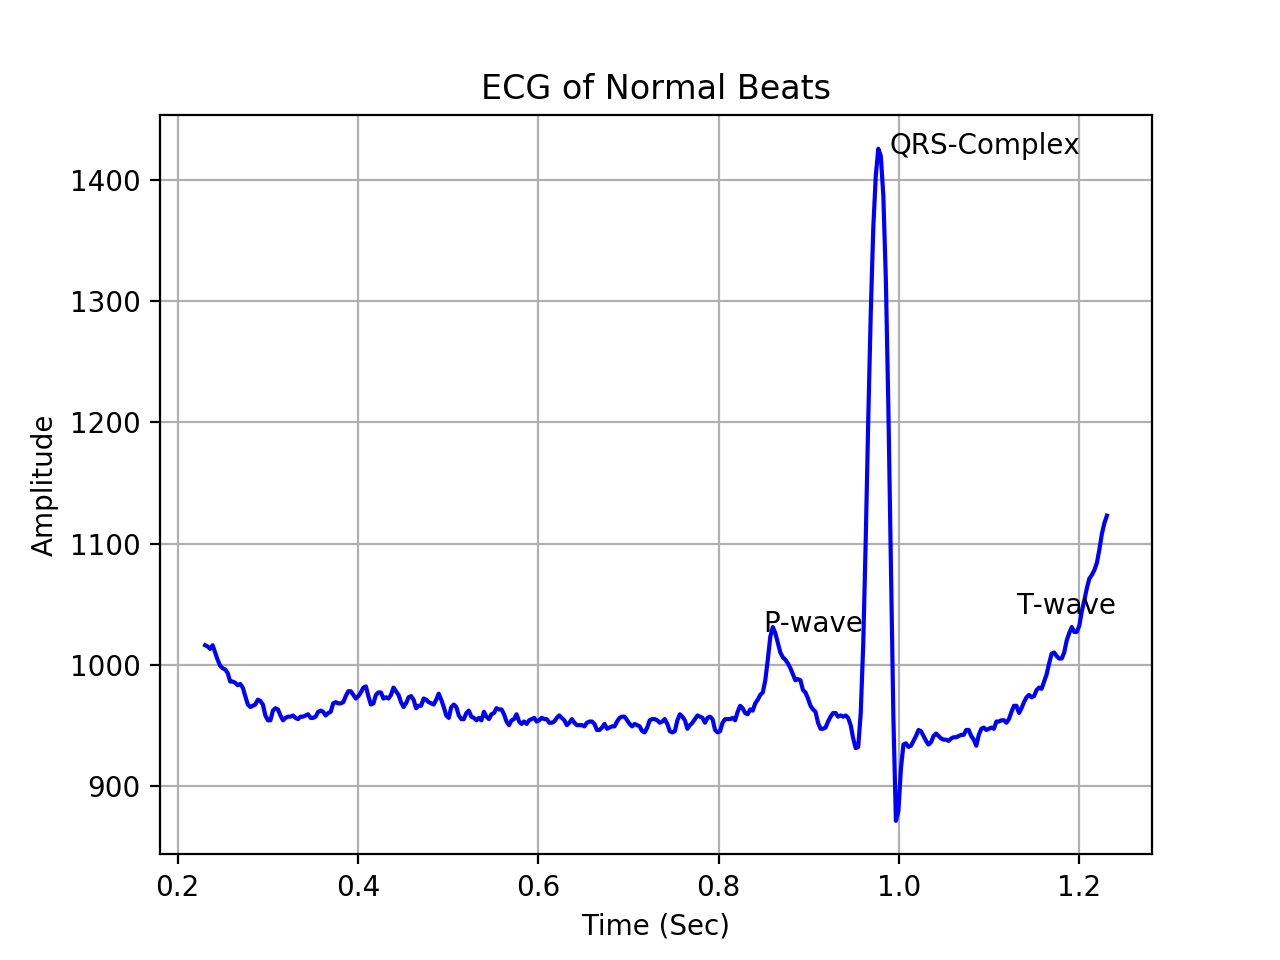 ECG of Normal Beats
QRS-Complex
1400
1300
1200
1100
1000
900
Amplitude
P-wave
T-wave
0.2 0.4 0.6 0.8 1.0 1.2
Time (Sec)